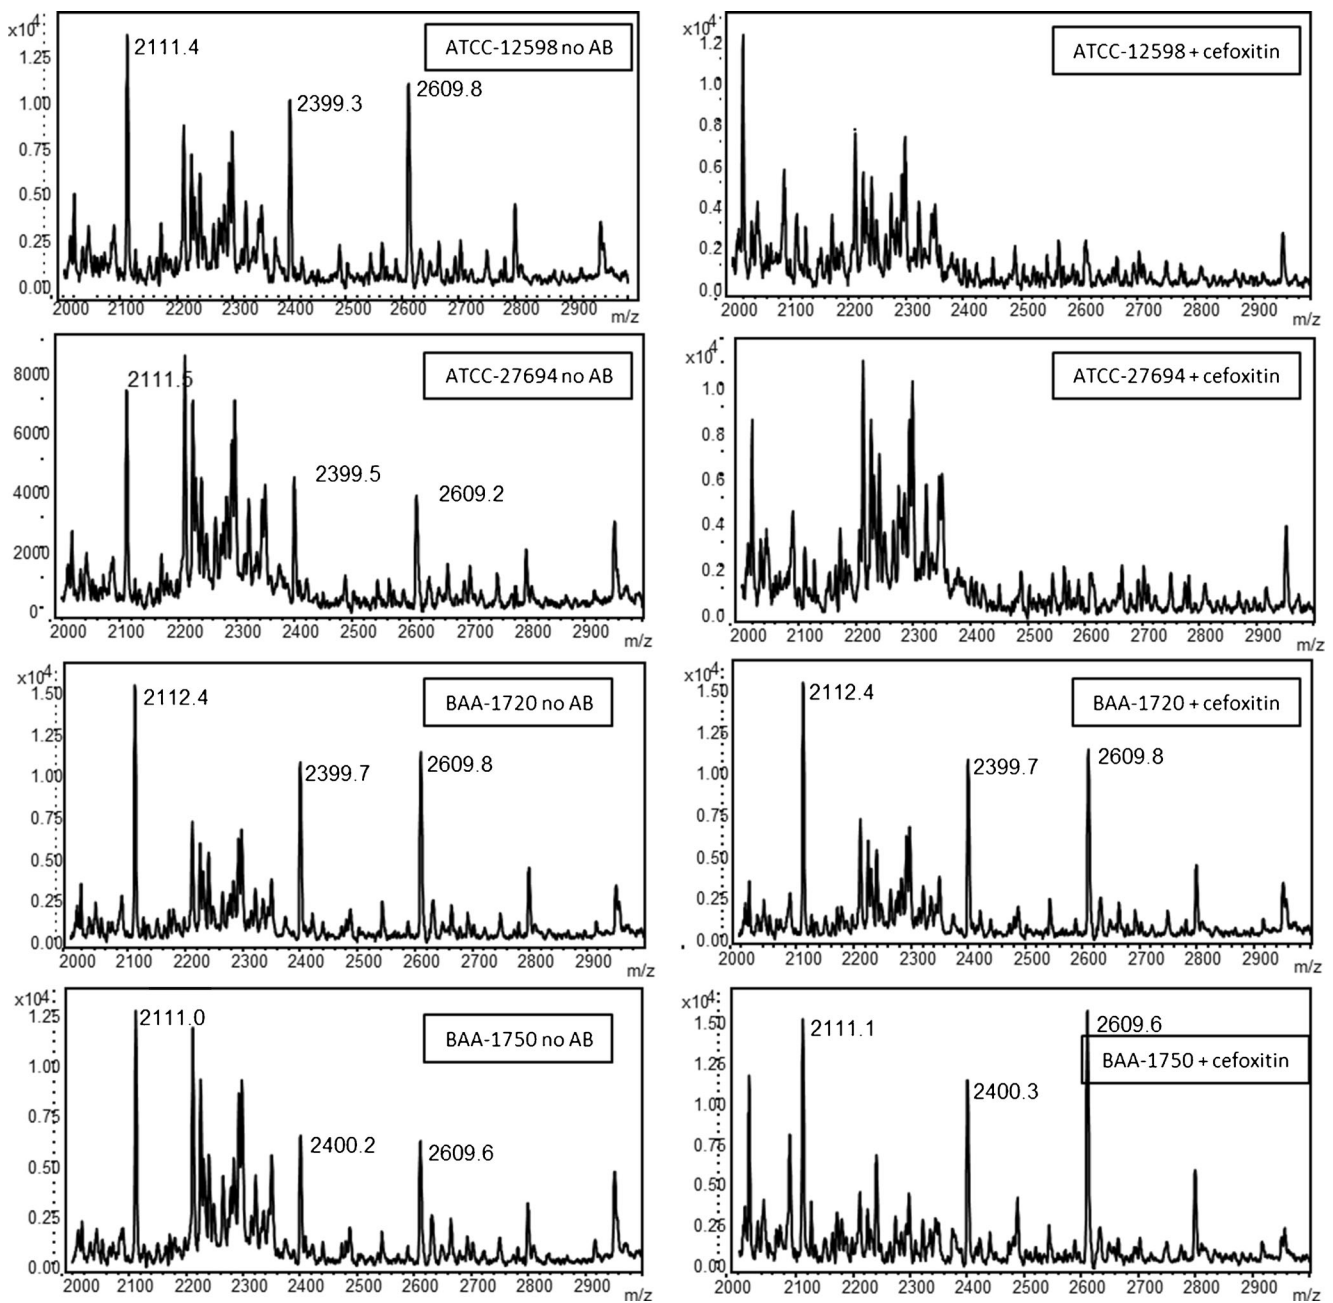 x10⁴
1.25
1.00
0.75
0.50
0.25
0.00
2111.4
2399.3
2609.8
ATCC-12598 no AB
2000 2100 2200 2300 2400 2500 2600 2700 2800 2900
m/z
x10⁴
1.2
1.0
0.8
0.6
0.4
0.2
0.0
ATCC-12598 + cefoxitin
2000 2100 2200 2300 2400 2500 2600 2700 2800 2900
m/z
8000
6000
4000
2000
0
2111.5
2399.5
2609.2
ATCC-27694 no AB
2000 2100 2200 2300 2400 2500 2600 2700 2800 2900
m/z
x10⁴
1.0
0.8
0.6
0.4
0.2
0.0
ATCC-27694 + cefoxitin
2000 2100 2200 2300 2400 2500 2600 2700 2800 2900
m/z
x10⁴
1.50
1.25
1.00
0.75
0.50
0.25
0.00
2112.4
2399.7
2609.8
BAA-1720 no AB
2000 2100 2200 2300 2400 2500 2600 2700 2800 2900
m/z
x10⁴
1.50
1.25
1.00
0.75
0.50
0.25
0.00
2112.4
2399.7
2609.8
BAA-1720 + cefoxitin
2000 2100 2200 2300 2400 2500 2600 2700 2800 2900
m/z
x10⁴
1.25
1.00
0.75
0.50
0.25
0.00
2111.0
2400.2
2609.6
BAA-1750 no AB
2000 2100 2200 2300 2400 2500 2600 2700 2800 2900
m/z
x10⁴
1.50
1.25
1.00
0.75
0.50
0.25
0.00
2111.1
2400.3
2609.6
BAA-1750 + cefoxitin
2000 2100 2200 2300 2400 2500 2600 2700 2800 2900
m/z